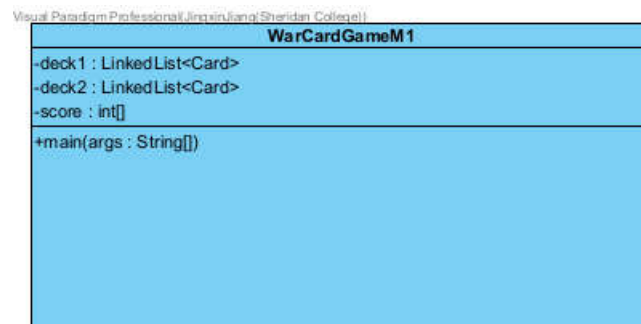 Visual Paradigm Professional(JingxinJiang(Sheridan College))
WarCardGameM1
-deck1 : LinkedList<Card>
-deck2 : LinkedList<Card>
-score : int[]
+main(args : String[])